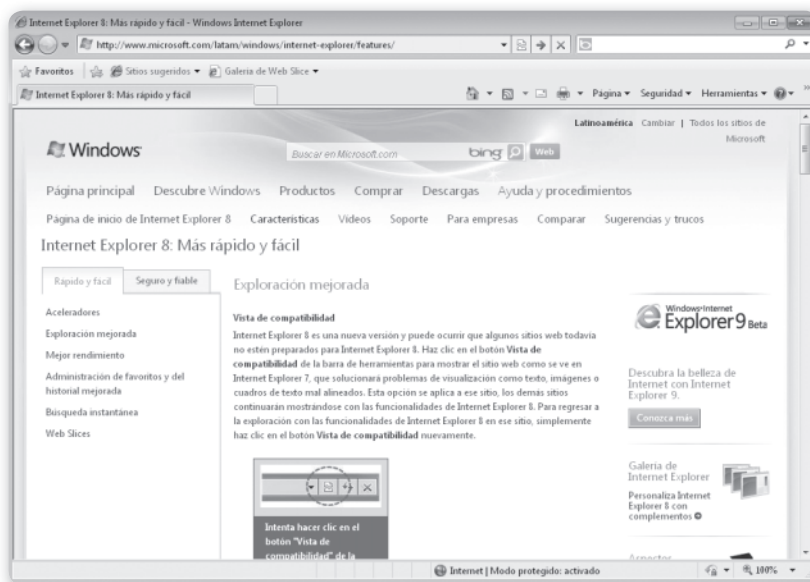 Internet Explorer 8: Más rápido y fácil - Windows Internet Explorer
http://www.microsoft.com/latam/windows/internet-explorer/features/
Favoritos Sitios sugeridos Galería de Web Slice
Internet Explorer 8: Más rápido y fácil
Página Seguridad Herramientas
Latinoamérica Cambiar | Todos los sitios de
Microsoft
Windows
Buscar en Microsoft.com bing Web
Página principal Descubre Windows Productos Comprar Descargas Ayuda y procedimientos
Página de inicio de Internet Explorer 8 Características Videos Soporte Para empresas Comparar Sugerencias y trucos
Internet Explorer 8: Más rápido y fácil
Rápido y fácil Seguro y fiable
Aceleradores
Exploración mejorada
Mejor rendimiento
Administración de favoritos y del
historial mejorada
Búsqueda instantánea
Web Slices
Exploración mejorada
Vista de compatibilidad
Internet Explorer 8 es una nueva versión y puede ocurrir que algunos sitios web todavía
no estén preparados para Internet Explorer 8. Haz clic en el botón Vista de
compatibilidad de la barra de herramientas para mostrar el sitio web como se ve en
Internet Explorer 7, que solucionará problemas de visualización como texto, imágenes o
cuadros de texto mal alineados. Esta opción se aplica a ese sitio, los demás sitios
continuarán mostrándose con las funcionalidades de Internet Explorer 8. Para regresar a
la exploración con las funcionalidades de Internet Explorer 8 en ese sitio, simplemente
haz clic en el botón Vista de compatibilidad nuevamente.
Intenta hacer clic en el
botón "Vista de
compatibilidad" de la
Windows Internet
Explorer 9 Beta
Descubra la belleza de
Internet con Internet
Explorer 9.
Conozca más
Galería de
Internet Explorer
Personaliza Internet
Explorer 8 con
complementos
Aspectos
Internet | Modo protegido: activado
100%